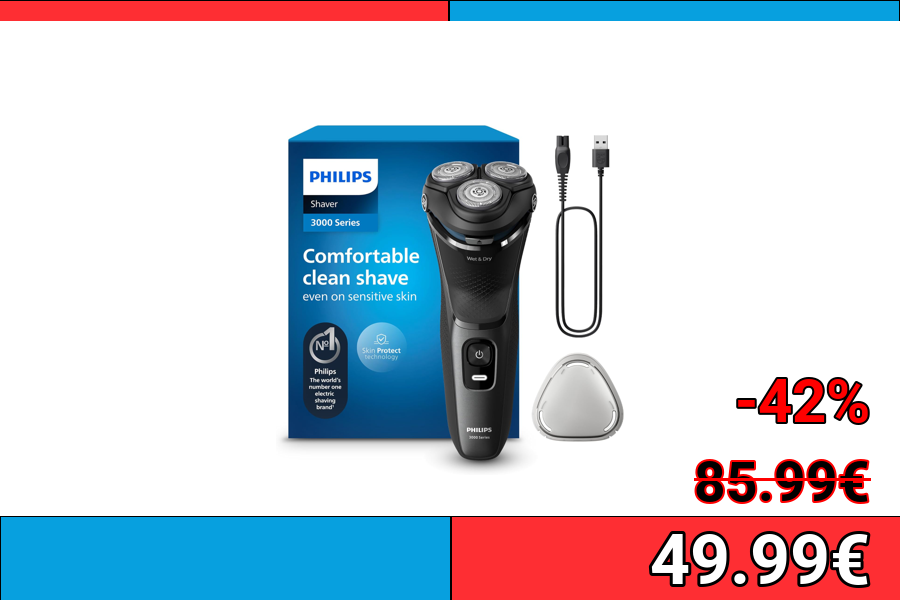 PHILIPS
Shaver
3000 Series
Comfortable
clean shave
even on sensitive skin
Nº1
Philips
The world's
number one
electric
shaving
brand*
Skin Protect
technology
Wet & Dry
PHILIPS
3000 Series
-42%
85.99€
49.99€